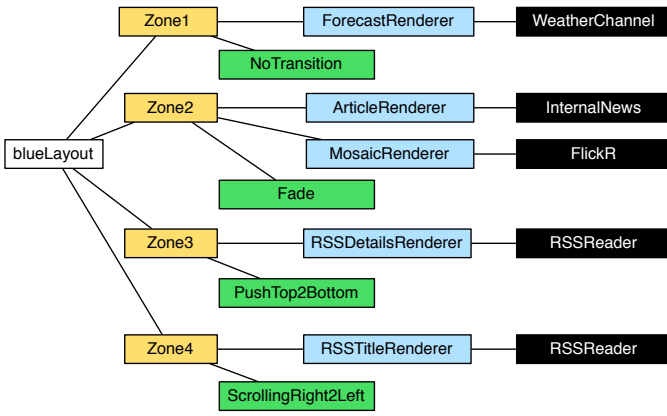 Zone1
ForecastRenderer
WeatherChannel
NoTransition
Zone2
ArticleRenderer
InternalNews
blueLayout
MosaicRenderer
FlickR
Fade
Zone3
RSSDetailsRenderer
RSSReader
PushTop2Bottom
Zone4
RSSTitleRenderer
RSSReader
ScrollingRight2Left